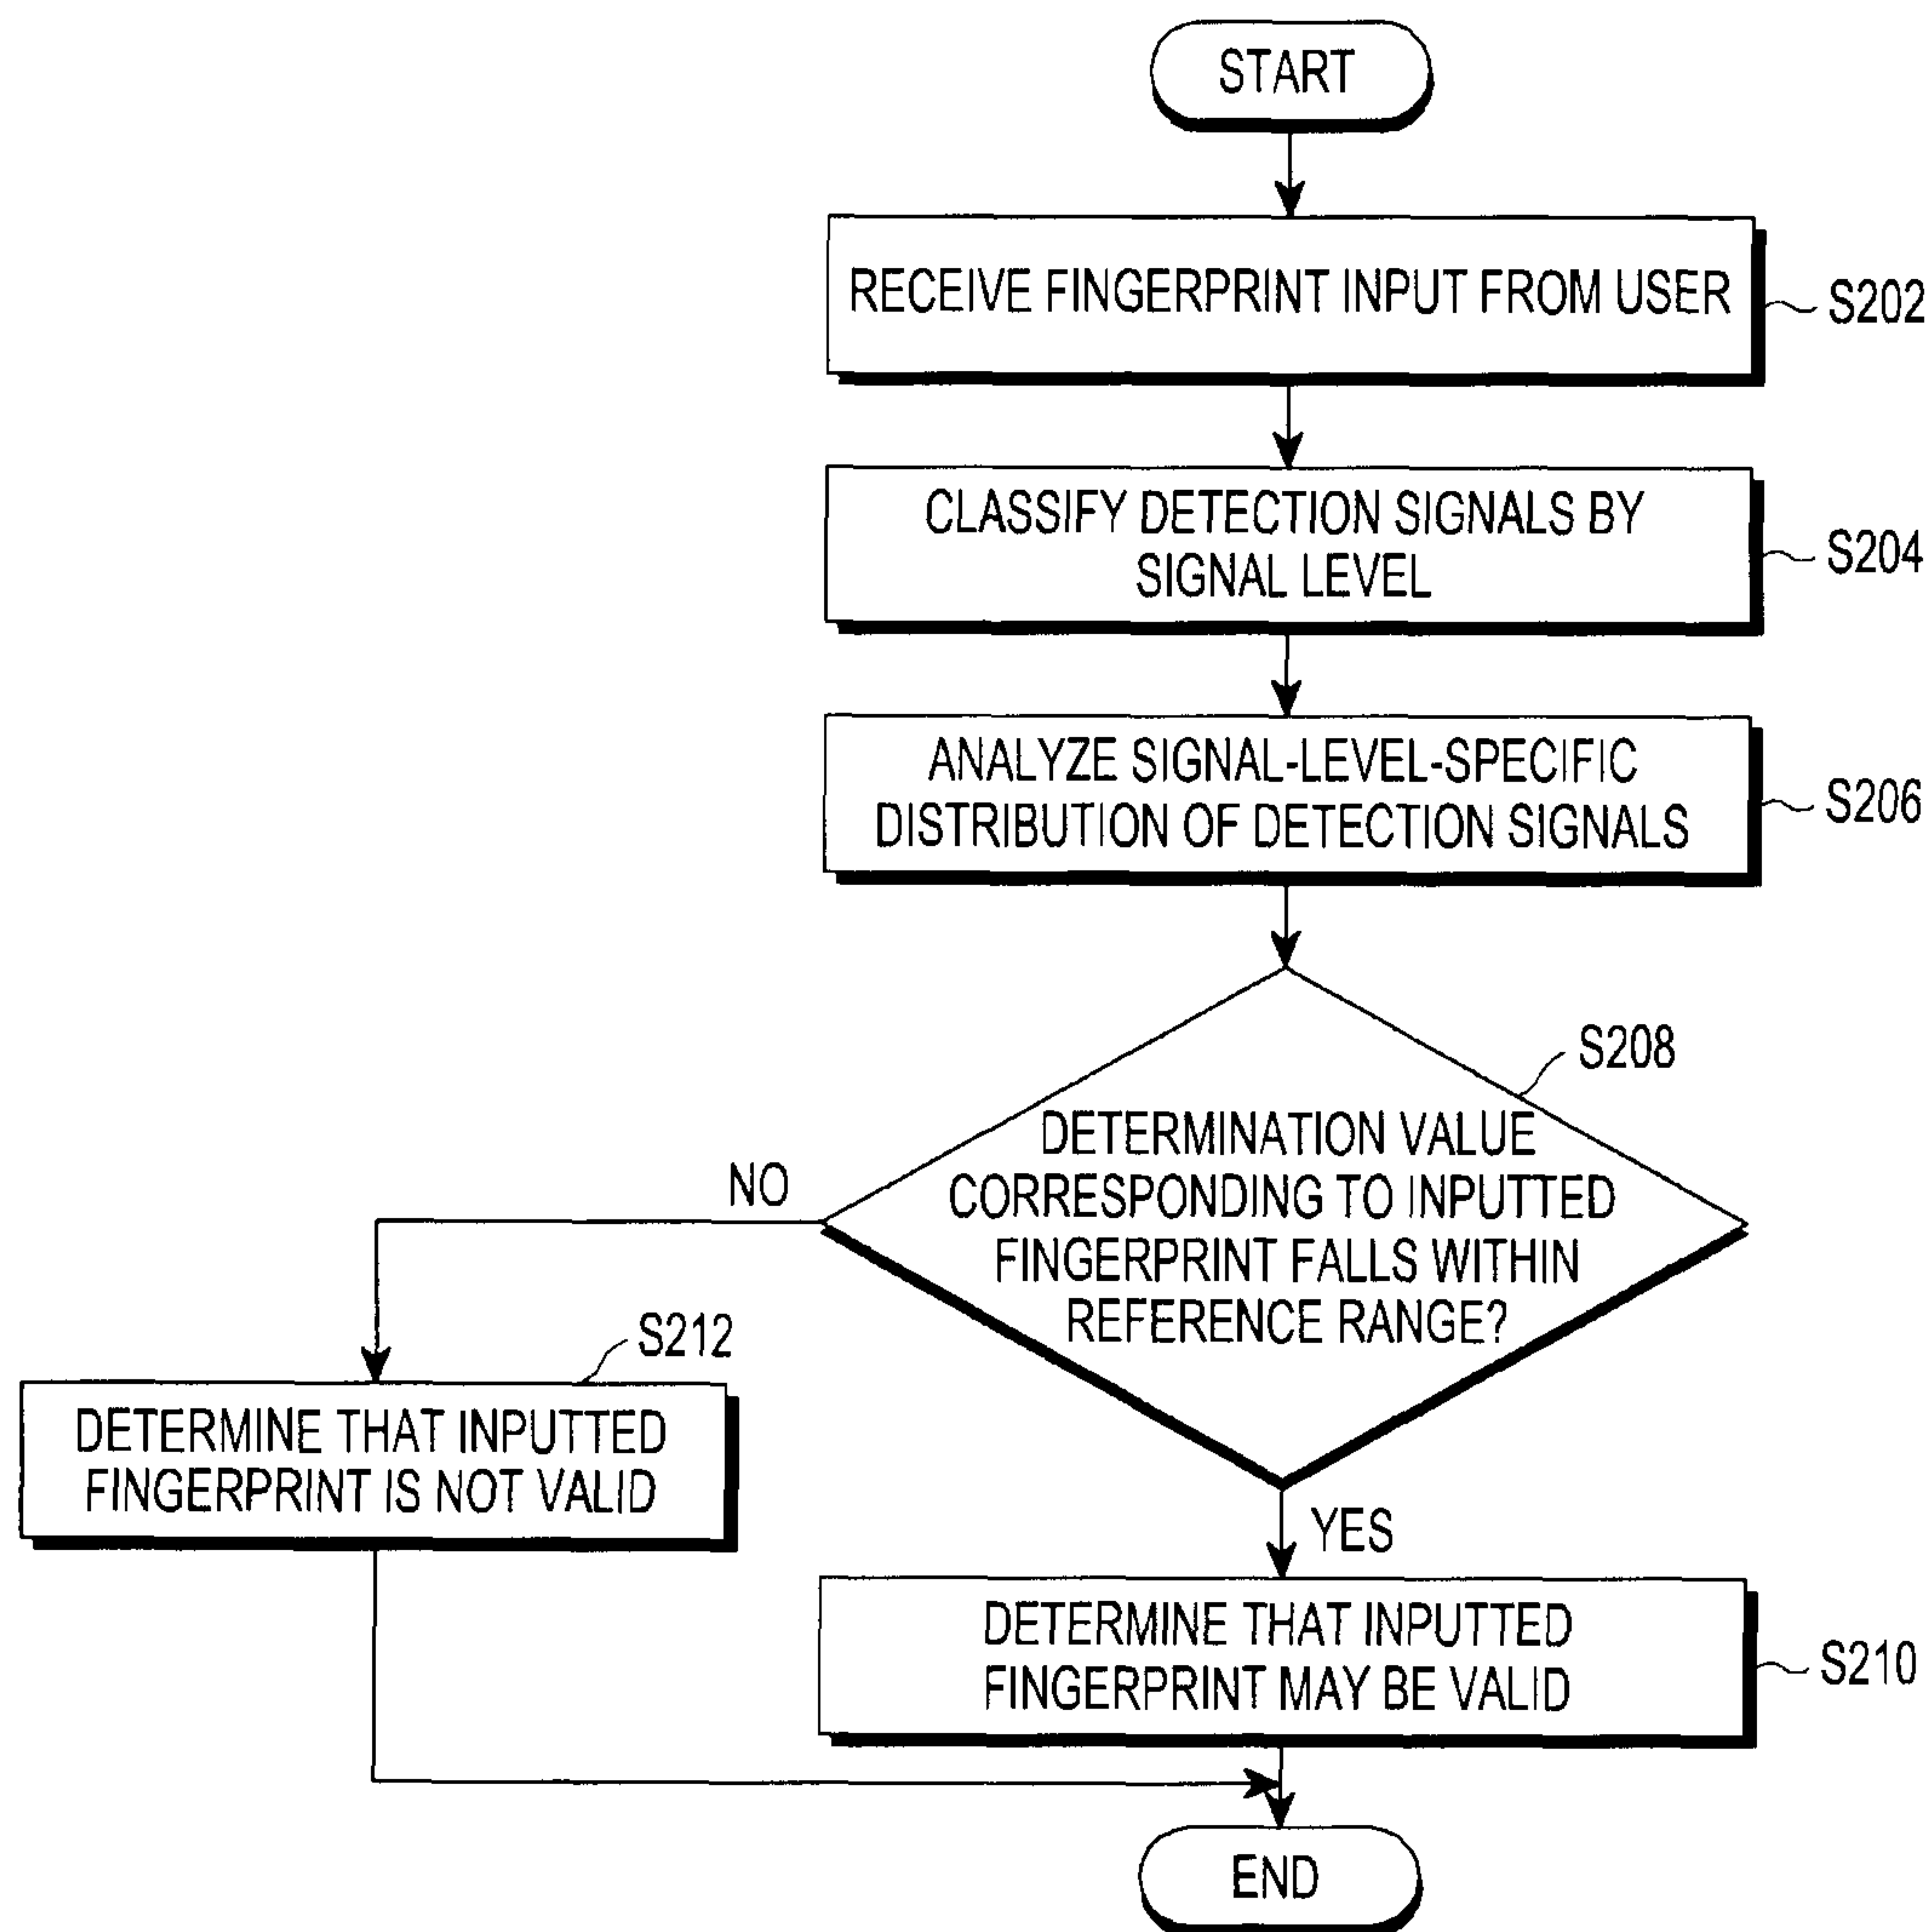 START
RECEIVE FINGERPRINT INPUT FROM USER
S202
CLASSIFY DETECTION SIGNALS BY
SIGNAL LEVEL
S204
ANALYZE SIGNAL-LEVEL-SPECIFIC
DISTRIBUTION OF DETECTION SIGNALS
S206
S208
DETERMINATION VALUE
CORRESPONDING TO INPUTTED
FINGERPRINT FALLS WITHIN
REFERENCE RANGE?
NO
S212
DETERMINE THAT INPUTTED
FINGERPRINT IS NOT VALID
YES
DETERMINE THAT INPUTTED
FINGERPRINT MAY BE VALID
S210
END